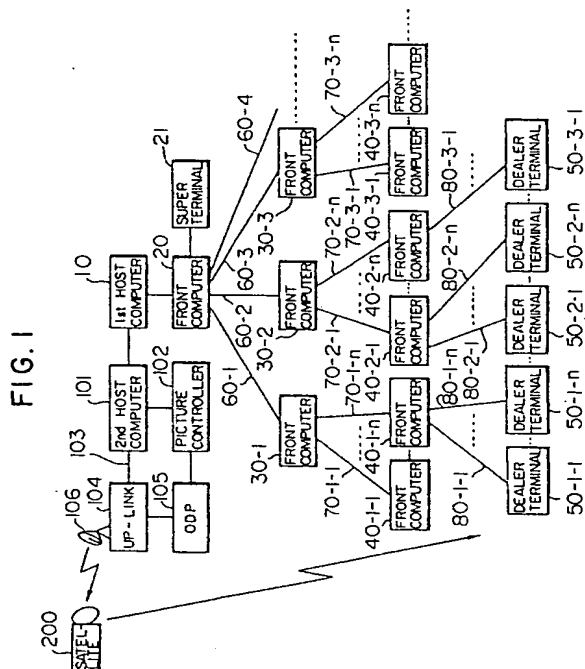 FIG. 1
200
SATEL-
LITE
106
104
UP-LINK
103
105
ODP
101
2nd HOST
COMPUTER
102
PICTURE
CONTROLLER
10
1st HOST
COMPUTER
20
FRONT
COMPUTER
21
SUPER
TERMINAL
60-1
60-2
60-3
60-4
30-1
FRONT
COMPUTER
30-2
FRONT
COMPUTER
30-3
FRONT
COMPUTER
70-1-1
70-1-n
70-2-1
70-2-n
70-3-1
70-3-n
40-1-1
FRONT
COMPUTER
40-1-n
FRONT
COMPUTER
40-2-1
FRONT
COMPUTER
40-2-n
FRONT
COMPUTER
40-3-1
FRONT
COMPUTER
40-3-n
FRONT
COMPUTER
80-1-1
80-1-n
80-2-1
80-2-n
80-3-1
DEALER
TERMINAL
50-1-1
DEALER
TERMINAL
50-1-n
DEALER
TERMINAL
50-2-1
DEALER
TERMINAL
50-2-n
DEALER
TERMINAL
50-3-1